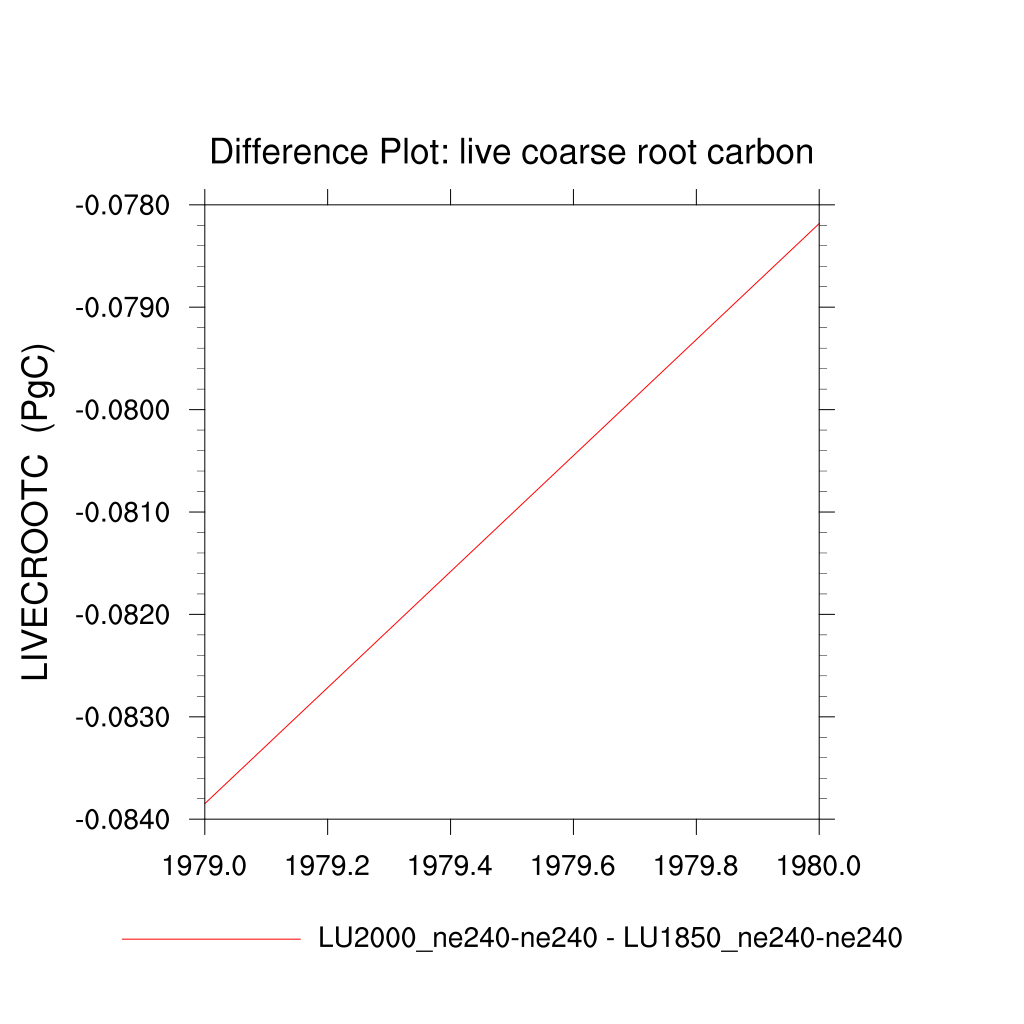 Difference Plot: live coarse root carbon
LIVECROOTC (PgC)
-0.0780
-0.0790
-0.0800
-0.0810
-0.0820
-0.0830
-0.0840
1979.0 1979.2 1979.4 1979.6 1979.8 1980.0
LU2000_ne240-ne240 - LU1850_ne240-ne240